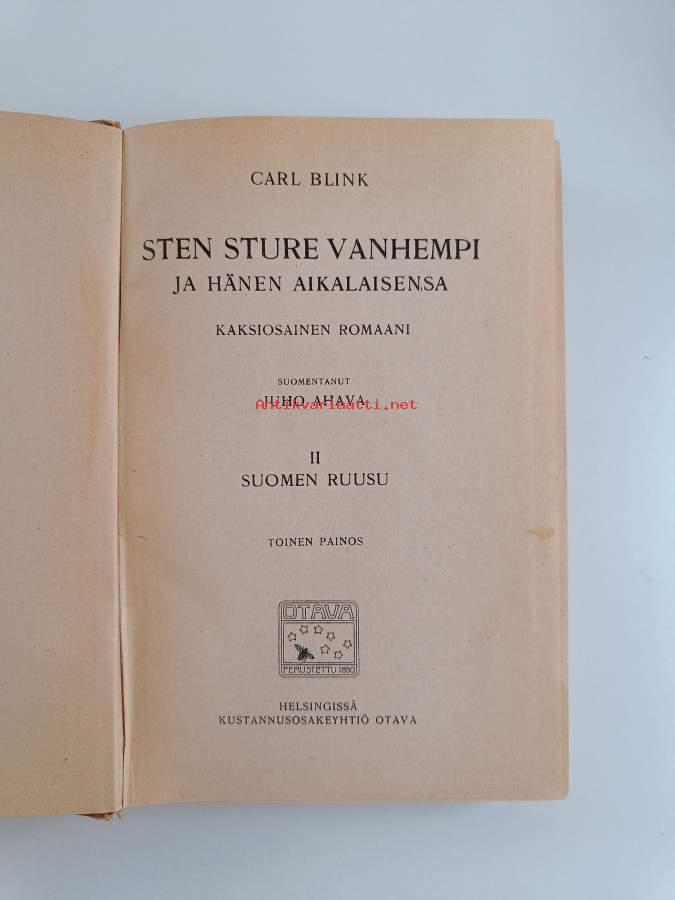 CARL BLINK
STEN STURE VANHEMPI
JA HÄNEN AIKALAISENSA
KAKSIOSAINEN ROMAANI
SUOMENTANUT
JUHO AHAVA
Antikvariaatti.net
II
SUOMEN RUUSU
TOINEN PAINOS
OTAVA
PERUSTETTU 1890
HELSINGISSÄ
KUSTANNUSOSAKEYHTIÖ OTAVA